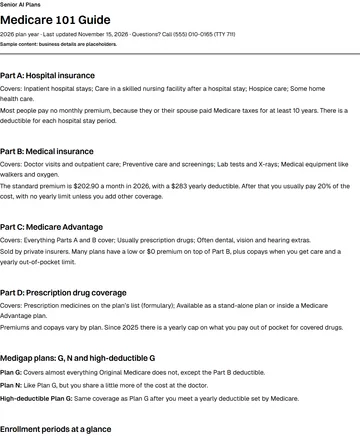 Senior AI Plans
Medicare 101 Guide
2026 plan year · Last updated November 15, 2026 · Questions? Call (555) 010-0165 (TTY 711)
Sample content: business details are placeholders.
Part A: Hospital insurance
Covers: Inpatient hospital stays; Care in a skilled nursing facility after a hospital stay; Hospice care; Some home
health care.
Most people pay no monthly premium, because they or their spouse paid Medicare taxes for at least 10 years. There is a
deductible for each hospital stay period.
Part B: Medical insurance
Covers: Doctor visits and outpatient care; Preventive care and screenings; Lab tests and X-rays; Medical equipment like
walkers and oxygen.
The standard premium is $202.90 a month in 2026, with a $283 yearly deductible. After that you usually pay 20% of the
cost, with no yearly limit unless you add other coverage.
Part C: Medicare Advantage
Covers: Everything Parts A and B cover; Usually prescription drugs; Often dental, vision and hearing extras.
Sold by private insurers. Many plans have a low or $0 premium on top of Part B, plus copays when you get care and a
yearly out-of-pocket limit.
Part D: Prescription drug coverage
Covers: Prescription medicines on the plan's list (formulary); Available as a stand-alone plan or inside a Medicare
Advantage plan.
Premiums and copays vary by plan. Since 2025 there is a yearly cap on what you pay out of pocket for covered drugs.
Medigap plans: G, N and high-deductible G
Plan G: Covers almost everything Original Medicare does not, except the Part B deductible.
Plan N: Like Plan G, but you share a little more of the cost at the doctor.
High-deductible Plan G: Same coverage as Plan G after you meet a yearly deductible set by Medicare.
Enrollment periods at a glance